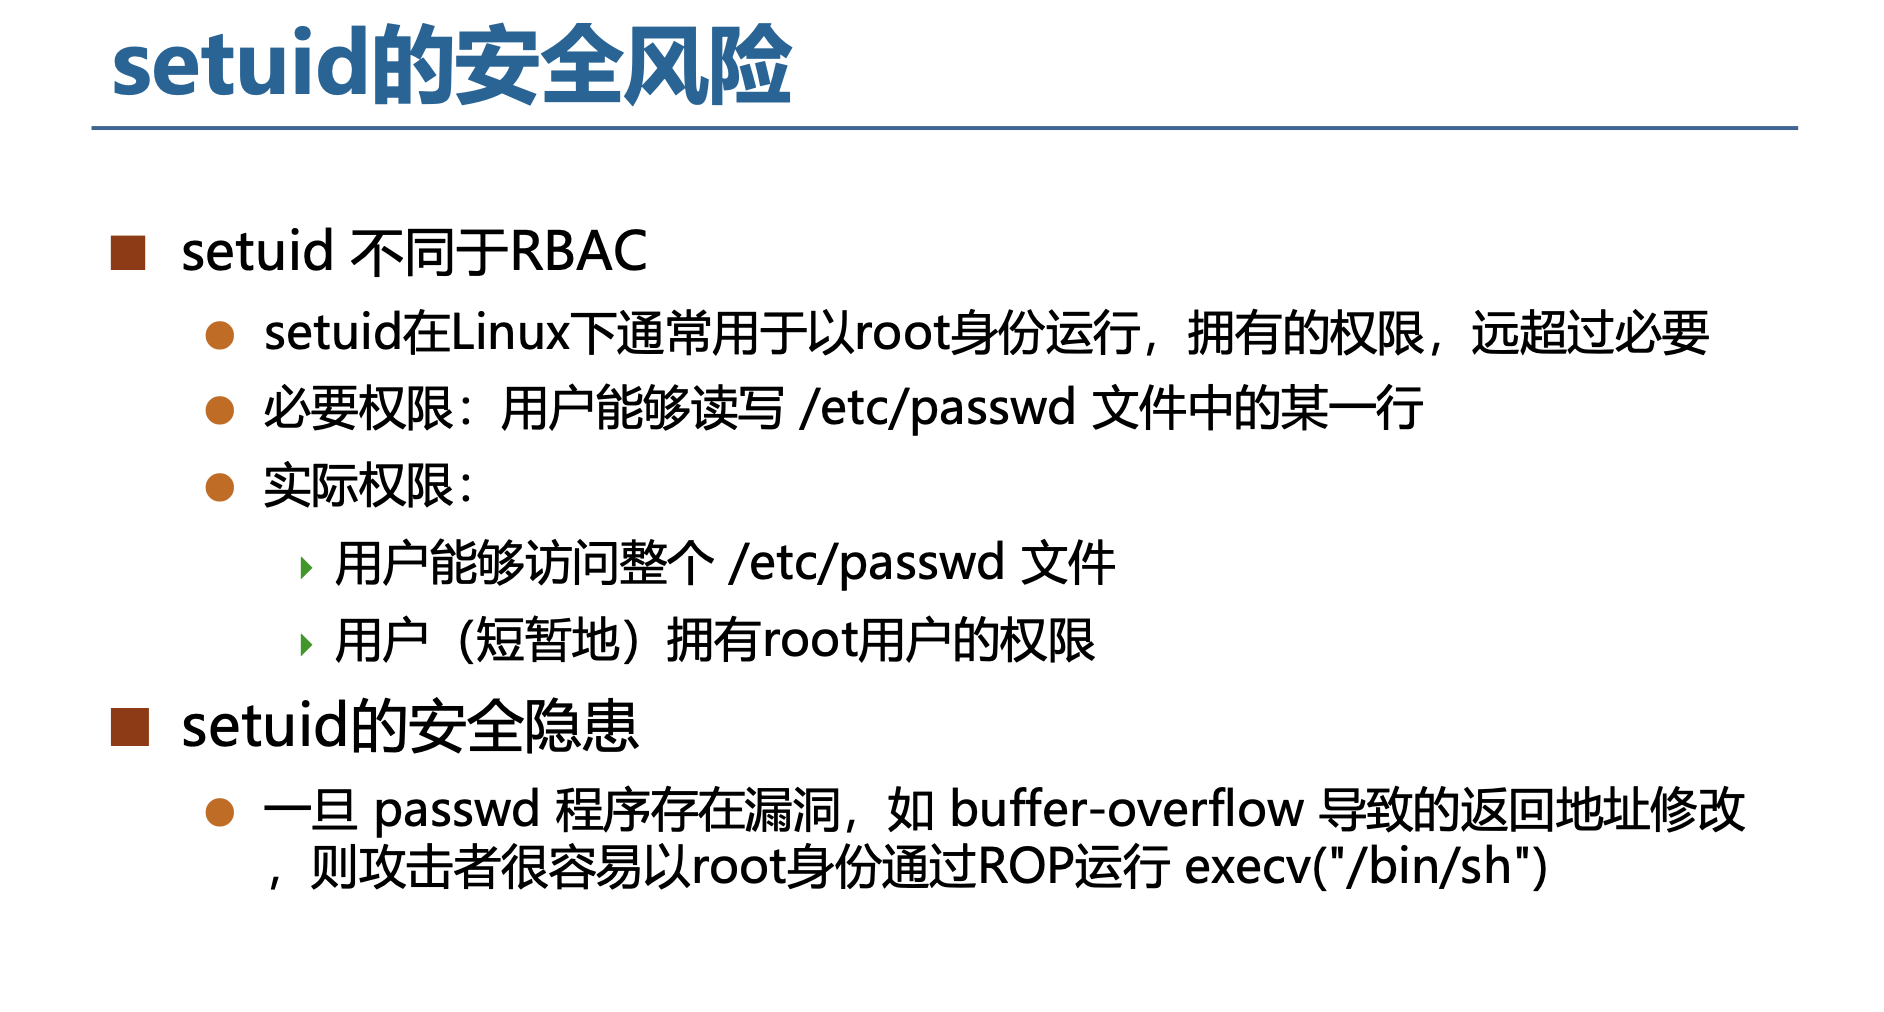 setuid的安全风险
setuid 不同于RBAC
setuid在Linux下通常用于以root身份运行，拥有的权限，远超过必要
必要权限：用户能够读写 /etc/passwd 文件中的某一行
实际权限：
用户能够访问整个 /etc/passwd 文件
用户（短暂地）拥有root用户的权限
setuid的安全隐患
一旦 passwd 程序存在漏洞，如 buffer-overflow 导致的返回地址修改
，则攻击者很容易以root身份通过ROP运行 execv("/bin/sh")